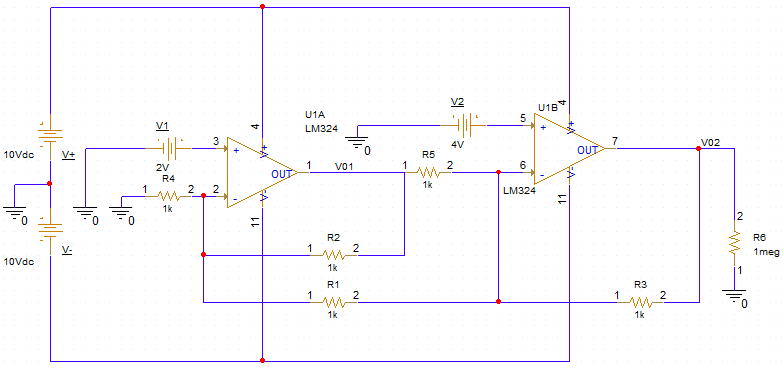 4
V+
U1A
LM324
V2
4V
0
5
+
6
-
U1B
4
V+
OUT
7
V-
11
LM324
V02
10Vdc
V+
V1
2V
0
3
+
2
-
OUT
1
V-
11
V01
1
R5
1k
2
0
1
R4
1k
2
0
0
10Vdc
V-
1
R2
1k
2
1
R1
1k
2
1
R3
1k
2
2
R6
1meg
1
0